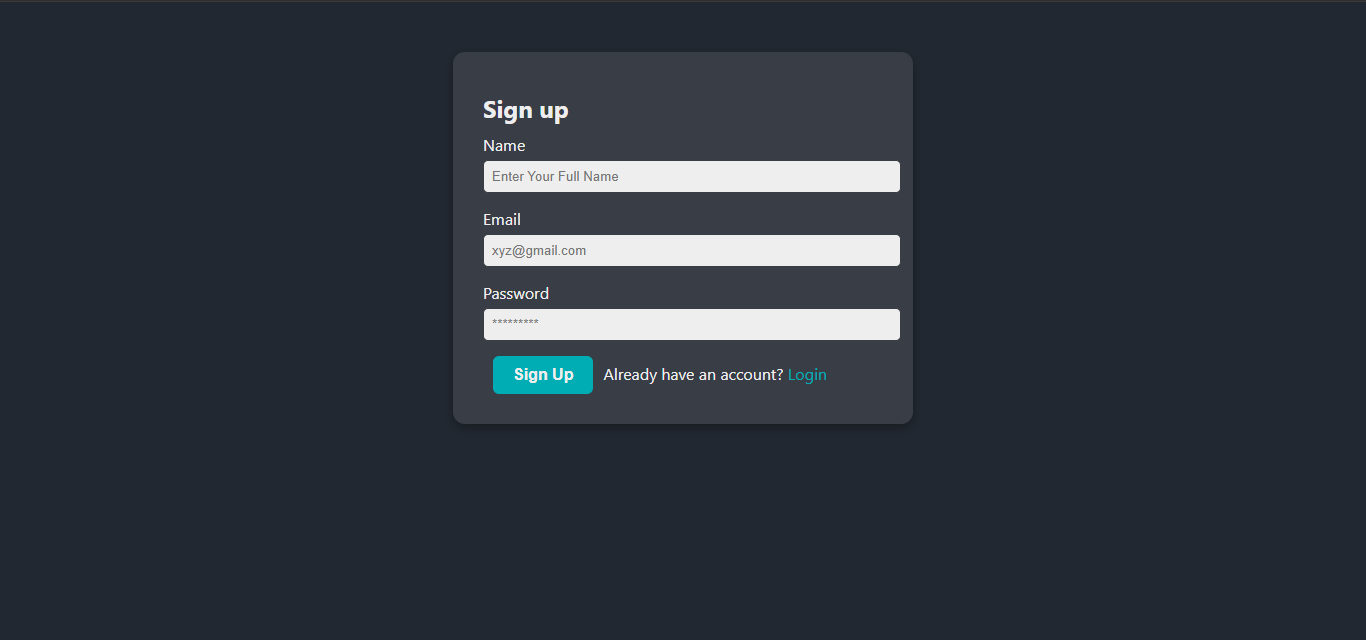 Sign up
Name
Enter Your Full Name
Email
xyz@gmail.com
Password
*********
Sign Up Already have an account? Login